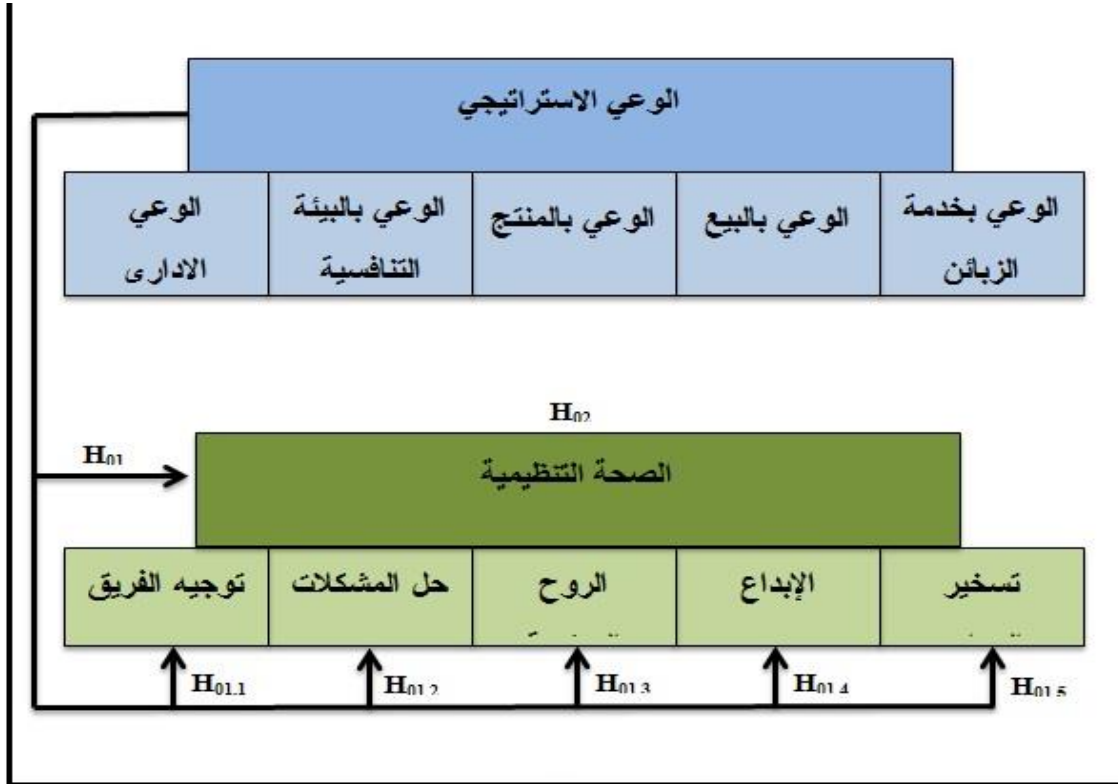 الوعي الاستراتيجي
الوعي بخدمة
الزبائن
الوعي بالبيع
الوعي بالمنتج
الوعي بالبيئة
التنافسية
الوعي
الادارى
H02
H01
الصحة التنظيمية
تسخير
الإبداع
الروح
حل المشكلات
توجيه الفريق
H01.5
H01.4
H01.3
H01.2
H01.1